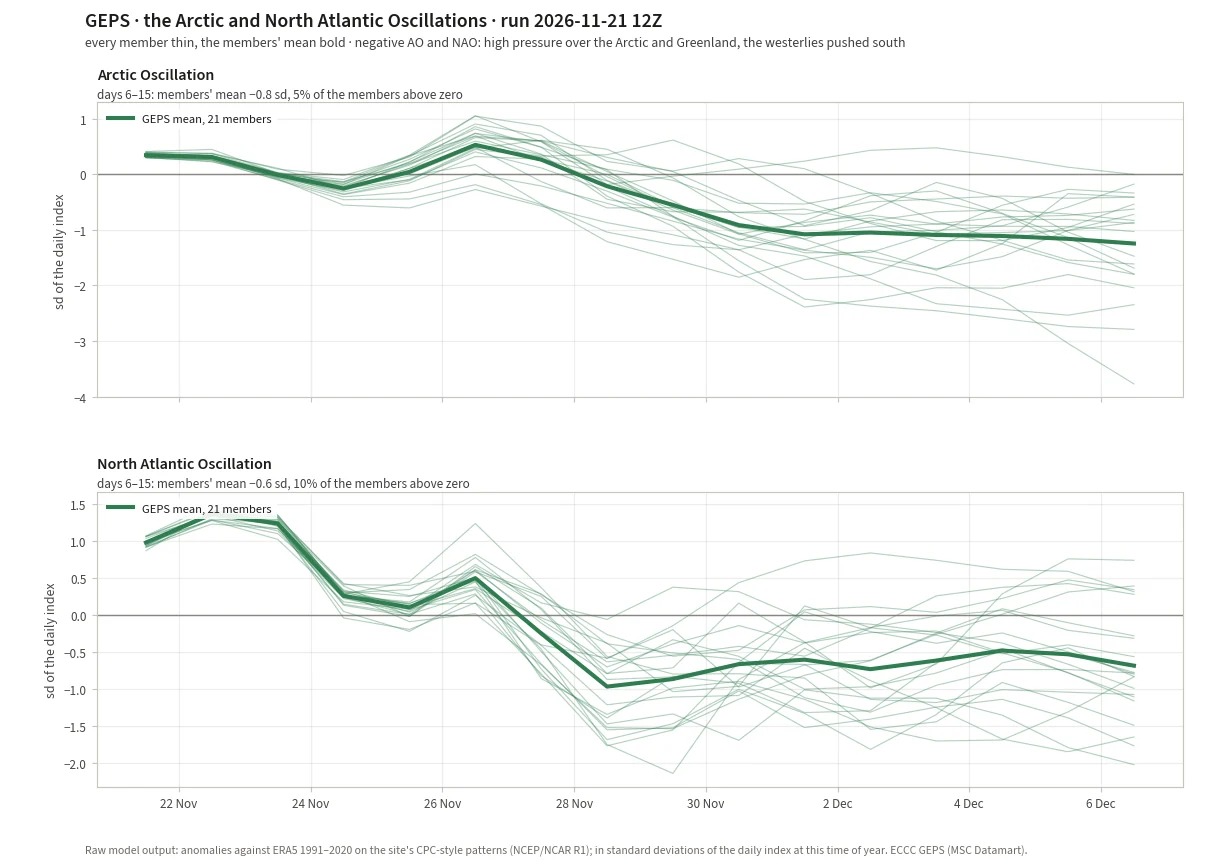 GEPS · the Arctic and North Atlantic Oscillations · run 2026-11-21 12Z
every member thin, the members' mean bold · negative AO and NAO: high pressure over the Arctic and Greenland, the westerlies pushed south
Arctic Oscillation
days 6–15: members' mean −0.8 sd, 5% of the members above zero
GEPS mean, 21 members
1
0
−1
−2
−3
−4
sd of the daily index
North Atlantic Oscillation
days 6–15: members' mean −0.6 sd, 10% of the members above zero
GEPS mean, 21 members
1.5
1.0
0.5
0.0
−0.5
−1.0
−1.5
−2.0
sd of the daily index
22 Nov
24 Nov
26 Nov
28 Nov
30 Nov
2 Dec
4 Dec
6 Dec
Raw model output: anomalies against ERA5 1991–2020 on the site's CPC-style patterns (NCEP/NCAR R1); in standard deviations of the daily index at this time of year. ECCC GEPS (MSC Datamart).